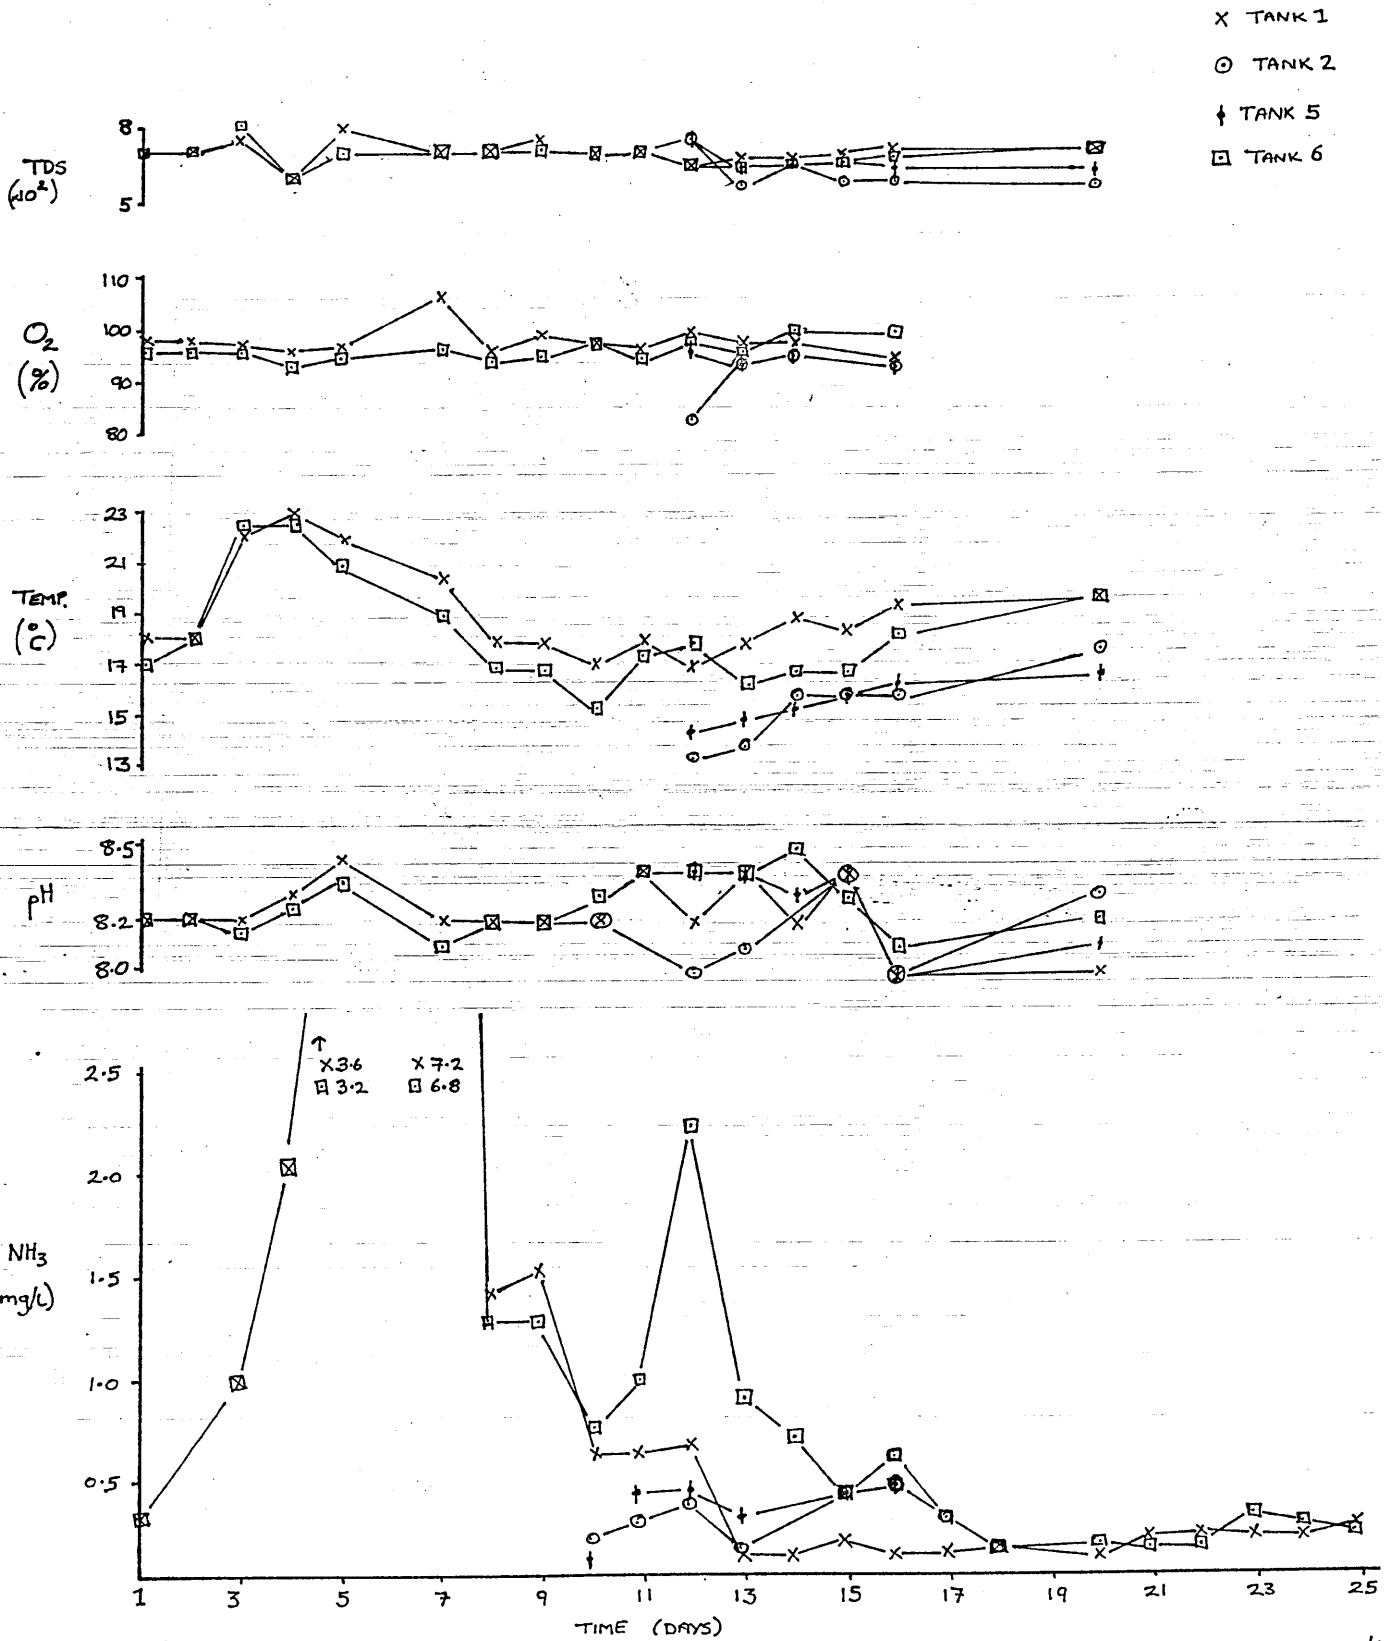 x TANK 1
⊙ TANK 2
TANK 5
⊡ TANK 6
8
TDS
(x10²)
5
110
100
O₂
(%)
90
80
23
21
TEMP.
(°C)
19
17
15
13
8.5
pH
8.2
8.0
↑
x 3.6 x 7.2
⊡ 3.2 ⊡ 6.8
2.5
2.0
NH₃
mg/L)
1.5
1.0
0.5
1 3 5 7 9 11 13 15 17 19 21 23 25
TIME (DAYS)